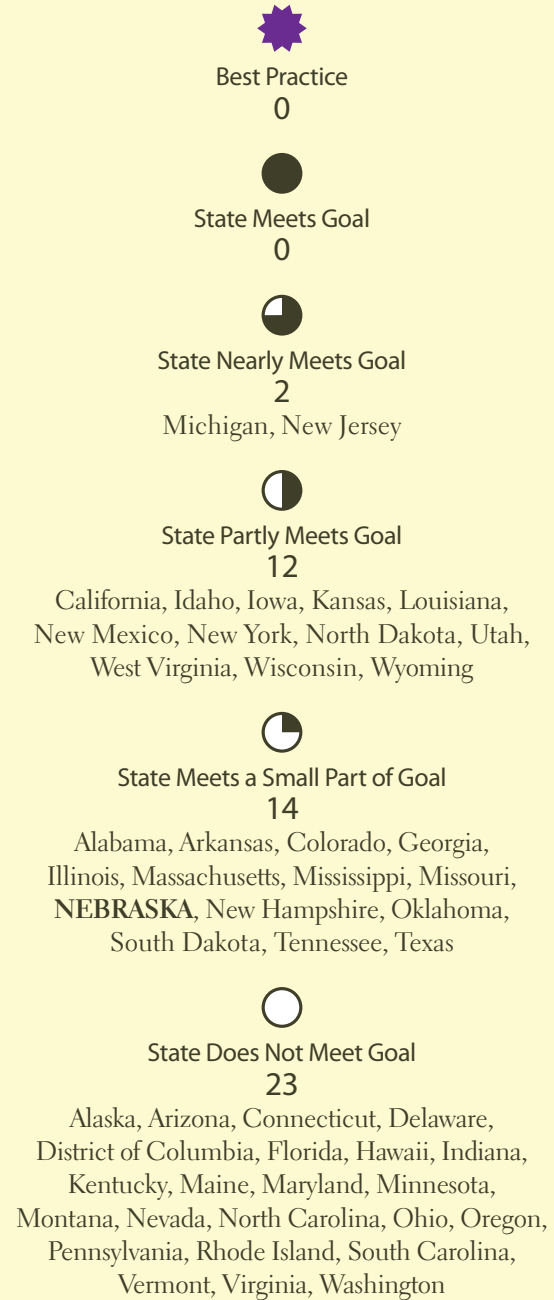 Best Practice
0
State Meets Goal
0
State Nearly Meets Goal
2
Michigan, New Jersey
State Partly Meets Goal
12
California, Idaho, Iowa, Kansas, Louisiana,
New Mexico, New York, North Dakota, Utah,
West Virginia, Wisconsin, Wyoming
State Meets a Small Part of Goal
14
Alabama, Arkansas, Colorado, Georgia,
Illinois, Massachusetts, Mississippi, Missouri,
NEBRASKA, New Hampshire, Oklahoma,
South Dakota, Tennessee, Texas
State Does Not Meet Goal
23
Alaska, Arizona, Connecticut, Delaware,
District of Columbia, Florida, Hawaii, Indiana,
Kentucky, Maine, Maryland, Minnesota,
Montana, Nevada, North Carolina, Ohio, Oregon,
Pennsylvania, Rhode Island, South Carolina,
Vermont, Virginia, Washington